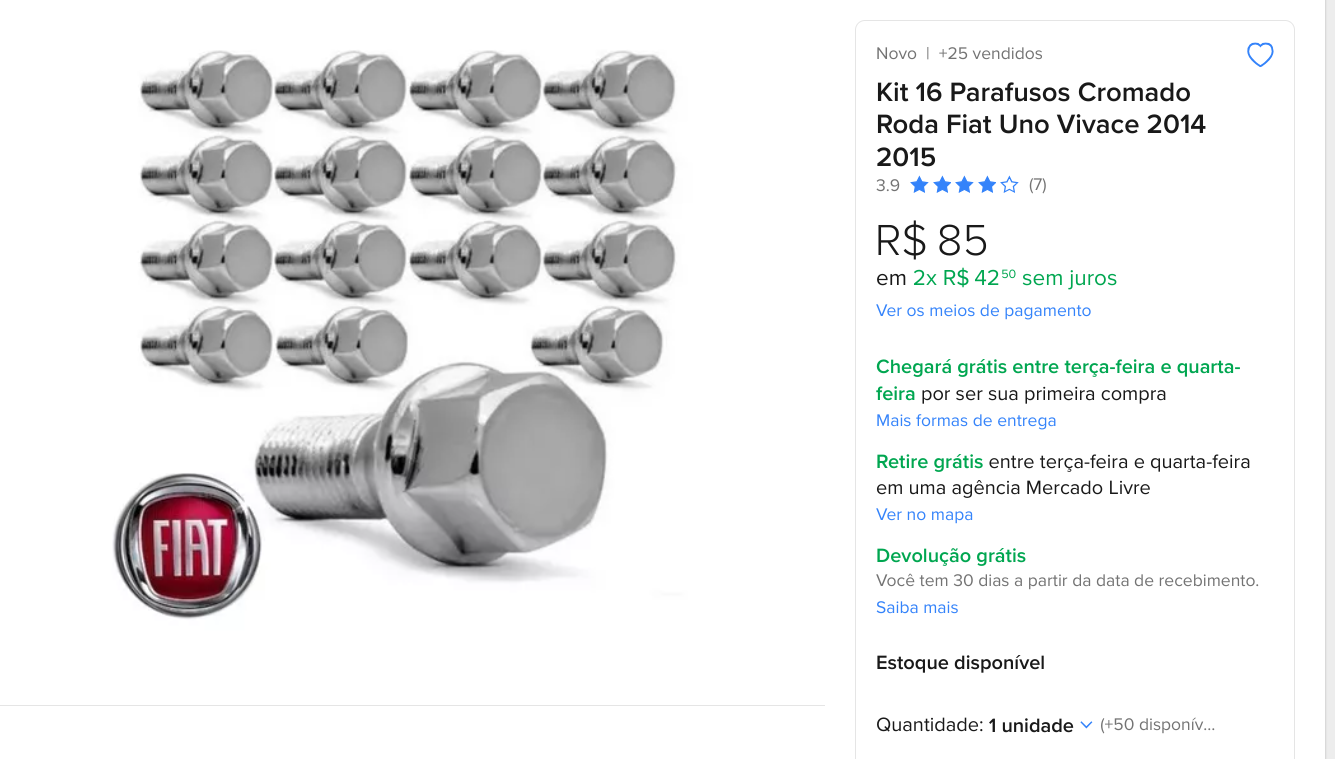 Novo | +25 vendidos
Kit 16 Parafusos Cromado
Roda Fiat Uno Vivace 2014
2015
3.9 (7)
R$ 85
em 2x R$ 42 50 sem juros
Ver os meios de pagamento
Chegará grátis entre terça-feira e quarta-
feira por ser sua primeira compra
Mais formas de entrega
Retire grátis entre terça-feira e quarta-feira
em uma agência Mercado Livre
Ver no mapa
Devolução grátis
Você tem 30 dias a partir da data de recebimento.
Saiba mais
Estoque disponível
Quantidade: 1 unidade (+50 disponív...
FIAT